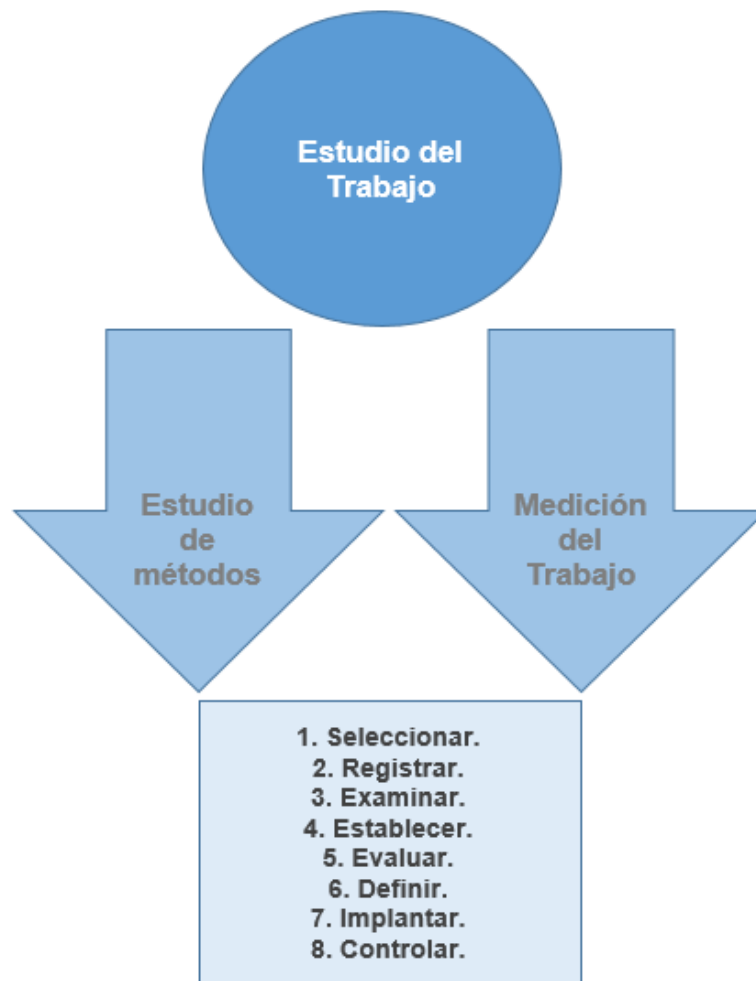 Estudio del
Trabajo
Estudio
de
métodos
Medición
del
Trabajo
1. Seleccionar.
2. Registrar.
3. Examinar.
4. Establecer.
5. Evaluar.
6. Definir.
7. Implantar.
8. Controlar.